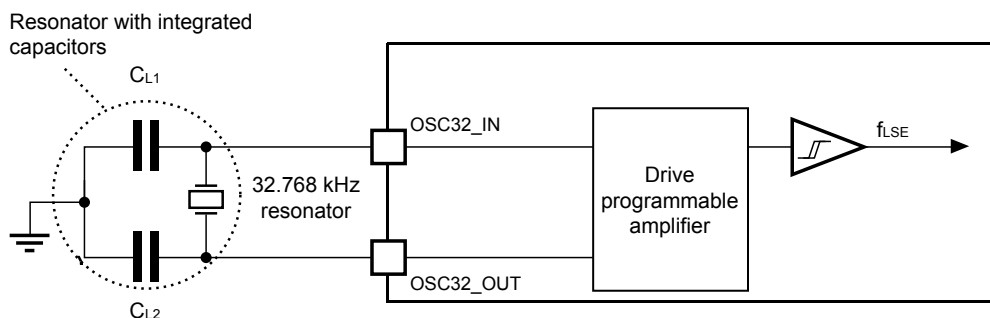 Resonator with integrated
capacitors
CL1
OSC32_IN
fLSE
32.768 kHz
resonator
Drive
programmable
amplifier
OSC32_OUT
CL2